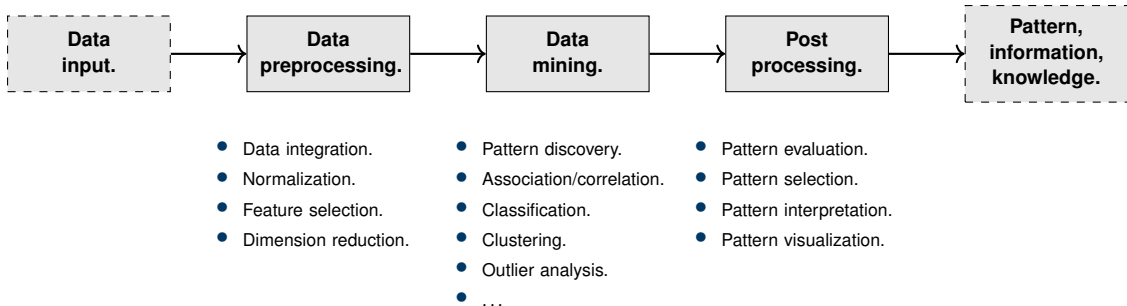 Data
input.
Data
preprocessing.
Data
mining.
Post
processing.
Pattern,
information,
knowledge.
• Data integration.
• Normalization.
• Feature selection.
• Dimension reduction.
• Pattern discovery.
• Association/correlation.
• Classification.
• Clustering.
• Outlier analysis.
• ...
• Pattern evaluation.
• Pattern selection.
• Pattern interpretation.
• Pattern visualization.